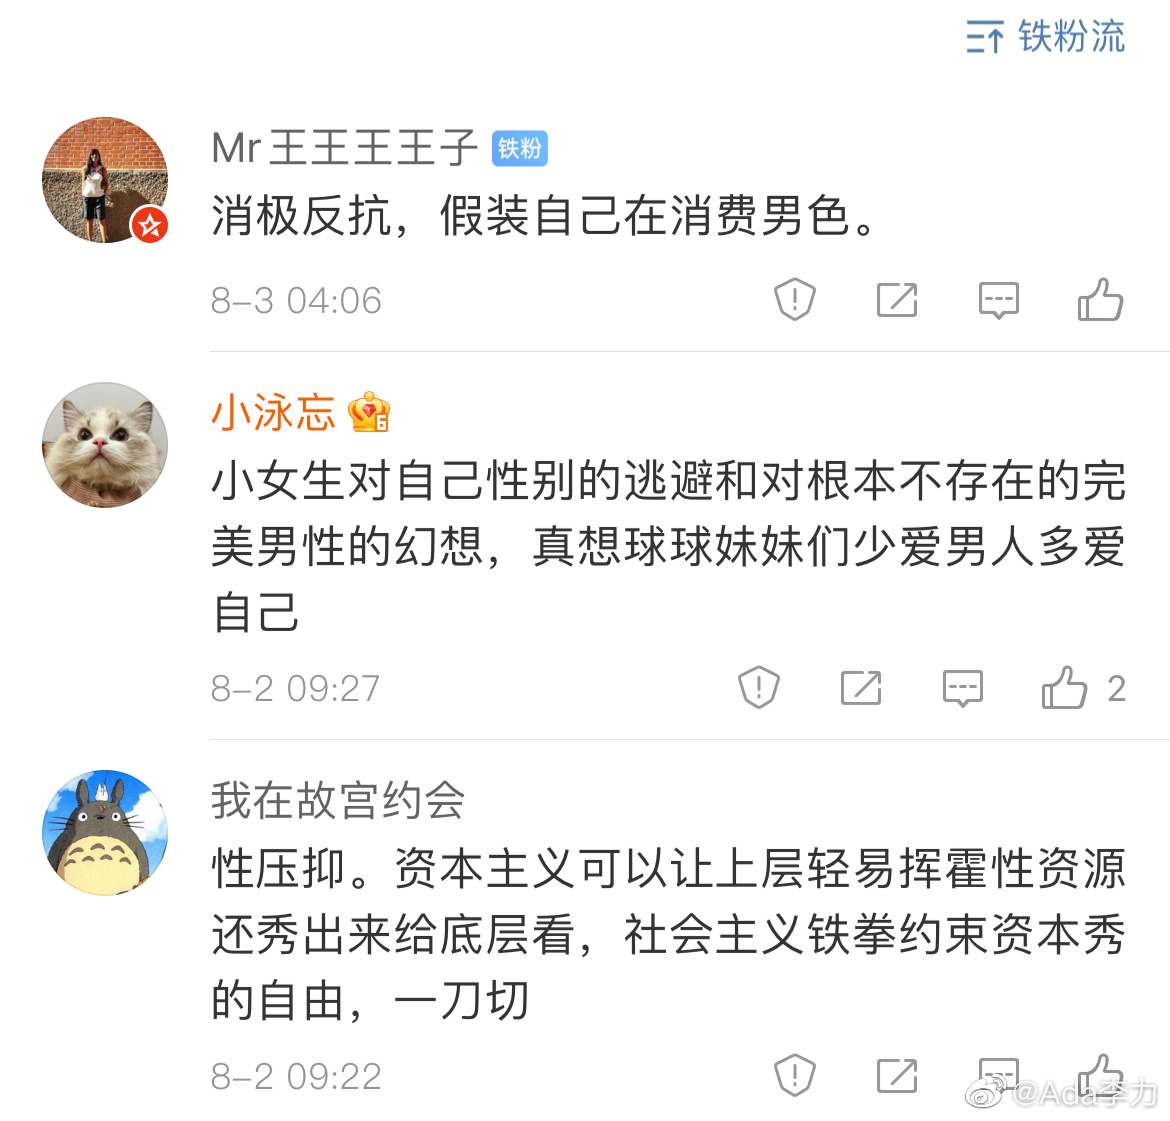 铁粉流
Mr王王王王子 铁粉
消极反抗，假装自己在消费男色。
8-3 04:06
小泳忘 6
小女生对自己性别的逃避和对根本不存在的完
美男性的幻想，真想球球妹妹们少爱男人多爱
自己
8-2 09:27 2
我在故宫约会
性压抑。资本主义可以让上层轻易挥霍性资源
还秀出来给底层看，社会主义铁拳约束资本秀
的自由，一刀切
8-2 09:22
@Ada李力